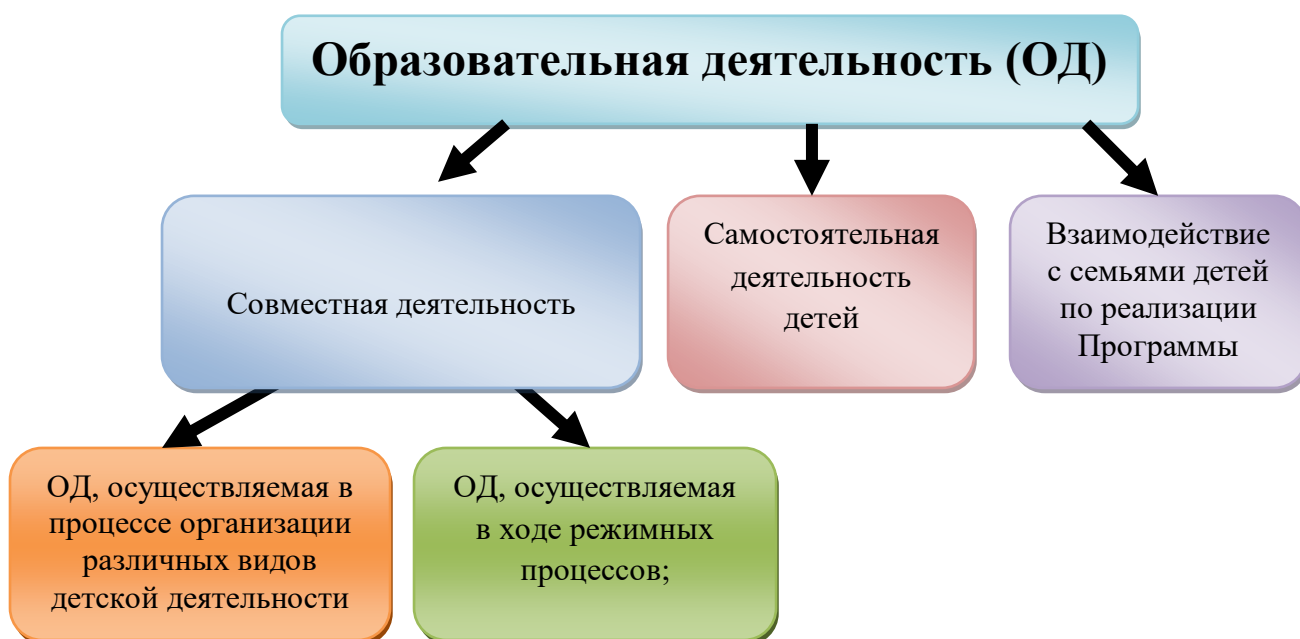 Образовательная деятельность (ОД)
Совместная деятельность
Самостоятельная
деятельность
детей
Взаимодействие
с семьями детей
по реализации
Программы
ОД, осуществляемая в
процессе организации
различных видов
детской деятельности
ОД, осуществляемая
в ходе режимных
процессов;